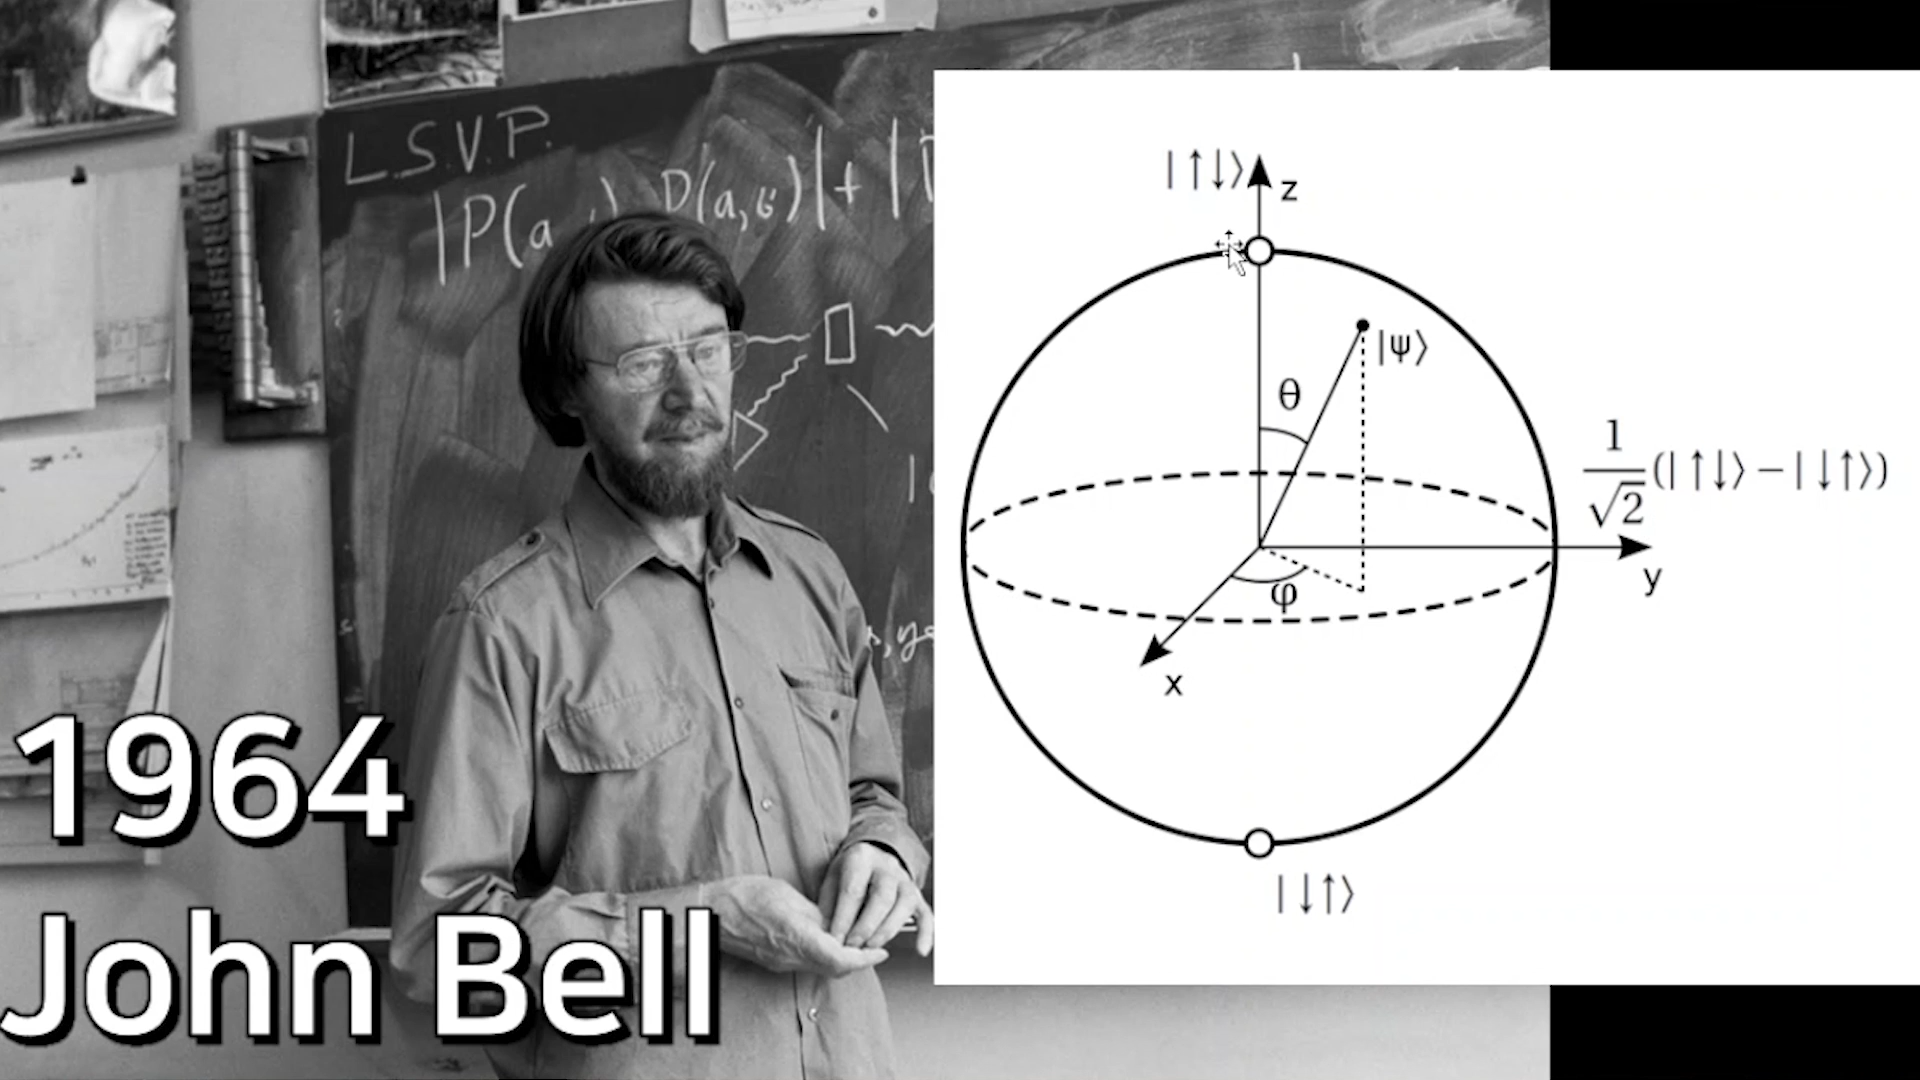 L.S.V.P.
|P(a P(a,c)|+|
|↑↓⟩
z
|ψ⟩
θ
1/√2 (|↑↓⟩ − |↓↑⟩)
y
φ
x
|↓↑⟩
1964
John Bell